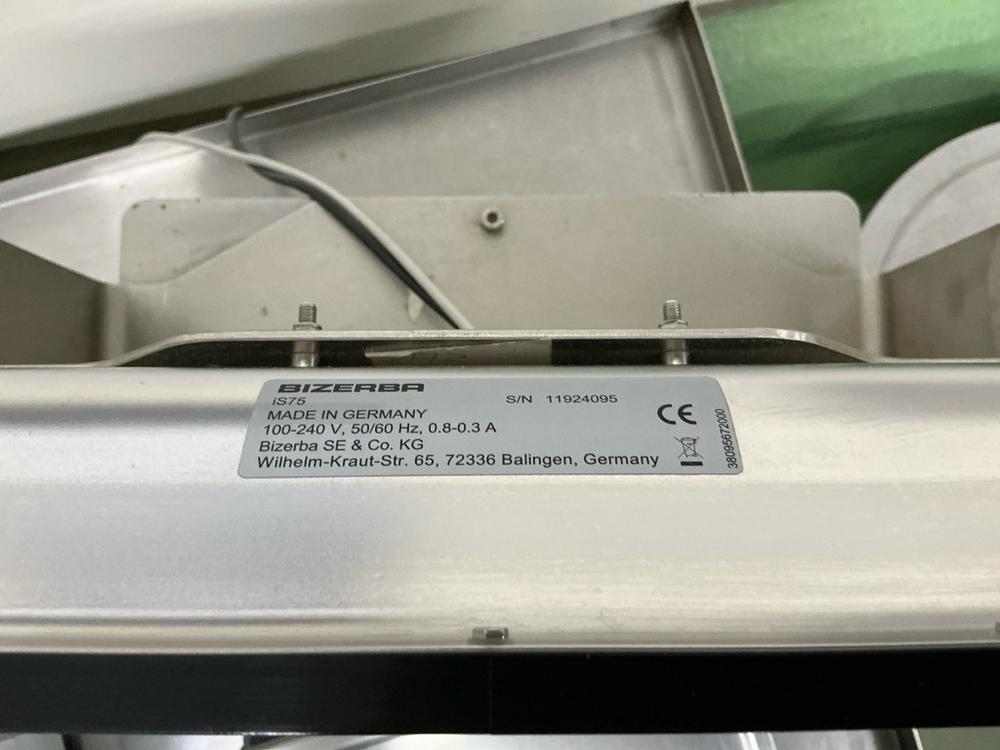 BIZERBA
iS75
S/N 11924095
MADE IN GERMANY
100-240 V, 50/60 Hz, 0.8-0.3 A
Bizerba SE & Co. KG
Wilhelm-Kraut-Str. 65, 72336 Balingen, Germany
CE
38095672000